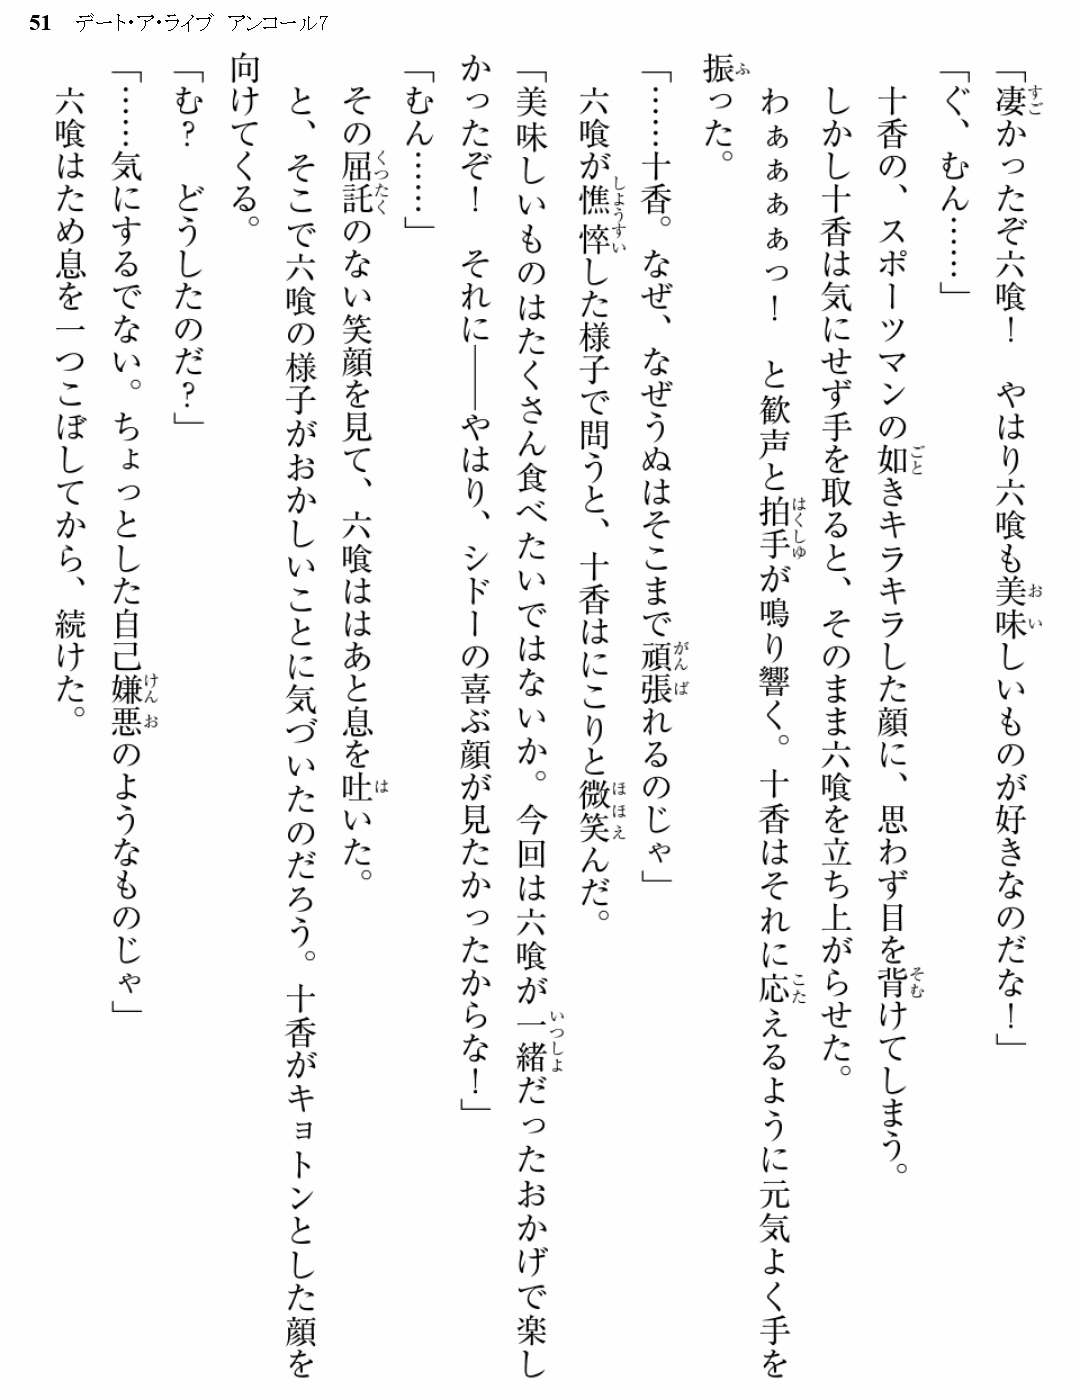 51　デート・ア・ライブ　アンコール7
「凄かったぞ六喰！　やはり六喰も美味しいものが好きなのだな！」
「ぐ、むん……」
十香の、スポーツマンの如きキラキラした顔に、思わず目を背けてしまう。
しかし十香は気にせず手を取ると、そのまま六喰を立ち上がらせた。
わぁぁぁぁっ！　と歓声と拍手が鳴り響く。十香はそれに応えるように元気よく手を
振った。
「……十香。なぜ、なぜうぬはそこまで頑張れるのじゃ」
六喰が憔悴した様子で問うと、十香はにこりと微笑んだ。
「美味しいものはたくさん食べたいではないか。今回は六喰が一緒だったおかげで楽し
かったぞ！　それに――やはり、シドーの喜ぶ顔が見たかったからな！」
「むん……」
その屈託のない笑顔を見て、六喰ははあと息を吐いた。
と、そこで六喰の様子がおかしいことに気づいたのだろう。十香がキョトンとした顔を
向けてくる。
「む？　どうしたのだ？」
「……気にするでない。ちょっとした自己嫌悪のようなものじゃ」
六喰はため息を一つこぼしてから、続けた。